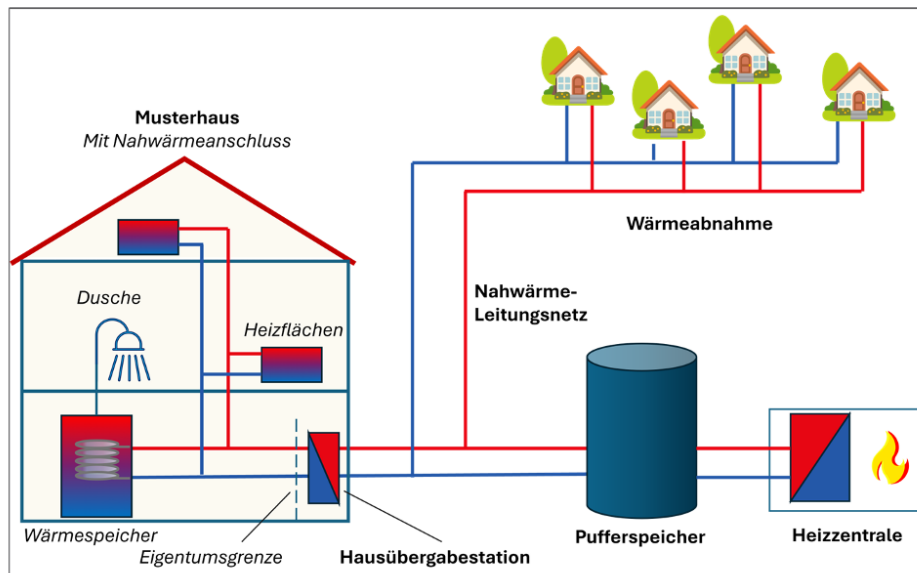 Musterhaus
Mit Nahwärmeanschluss
Wärmeabnahme
Nahwärme-
Leitungsnetz
Dusche
Heizflächen
Wärmespeicher
Eigentumsgrenze
Hausübergabestation
Pufferspeicher
Heizzentrale